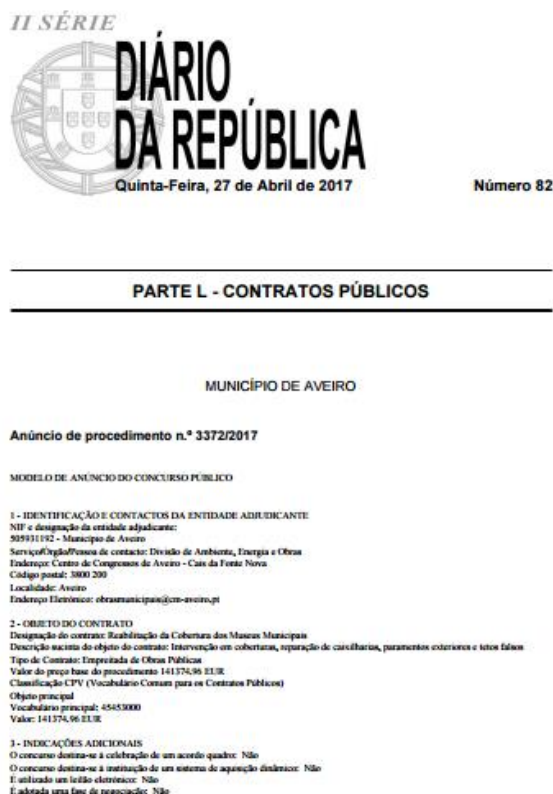 II SÉRIE
DIÁRIO
DA REPÚBLICA
Quinta-Feira, 27 de Abril de 2017 Número 82
PARTE L - CONTRATOS PÚBLICOS
MUNICÍPIO DE AVEIRO
Anúncio de procedimento n.º 3372/2017
MODELO DE ANÚNCIO DO CONCURSO PÚBLICO
1 - IDENTIFICAÇÃO E CONTACTOS DA ENTIDADE ADJUDICANTE
NIF e designação da entidade adjudicante:
505931192 - Município de Aveiro
Serviço/Órgão/Pessoa de contacto: Divisão de Ambiente, Energia e Obras
Endereço: Centro de Congressos de Aveiro - Cais da Fonte Nova
Código postal: 3800 200
Localidade: Aveiro
Endereço Eletrónico: obrasmunicipais@cm-aveiro.pt
2 - OBJETO DO CONTRATO
Designação do contrato: Reabilitação da Cobertura dos Museus Municipais
Descrição sucinta do objeto do contrato: Intervenção em coberturas, reparação de caixilharias, paramentos exteriores e tetos falsos
Tipo de Contrato: Empreitada de Obras Públicas
Valor do preço base do procedimento 141374.96 EUR
Classificação CPV (Vocabulário Comum para os Contratos Públicos)
Objeto principal
Vocabulário principal: 45453000
Valor: 141374.96 EUR
3 - INDICAÇÕES ADICIONAIS
O concurso destina-se à celebração de um acordo quadro: Não
O concurso destina-se à instituição de um sistema de aquisição dinâmico: Não
É utilizado um leilão eletrónico: Não
É adotada uma fase de negociação: Não